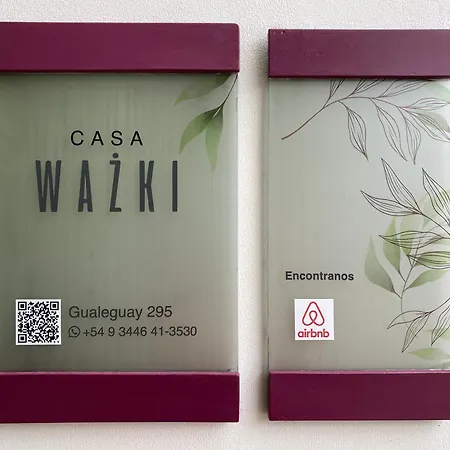 CASA
WAŻKI
Gualeguay 295
+54 9 3446 41-3530
Encontranos
airbnb